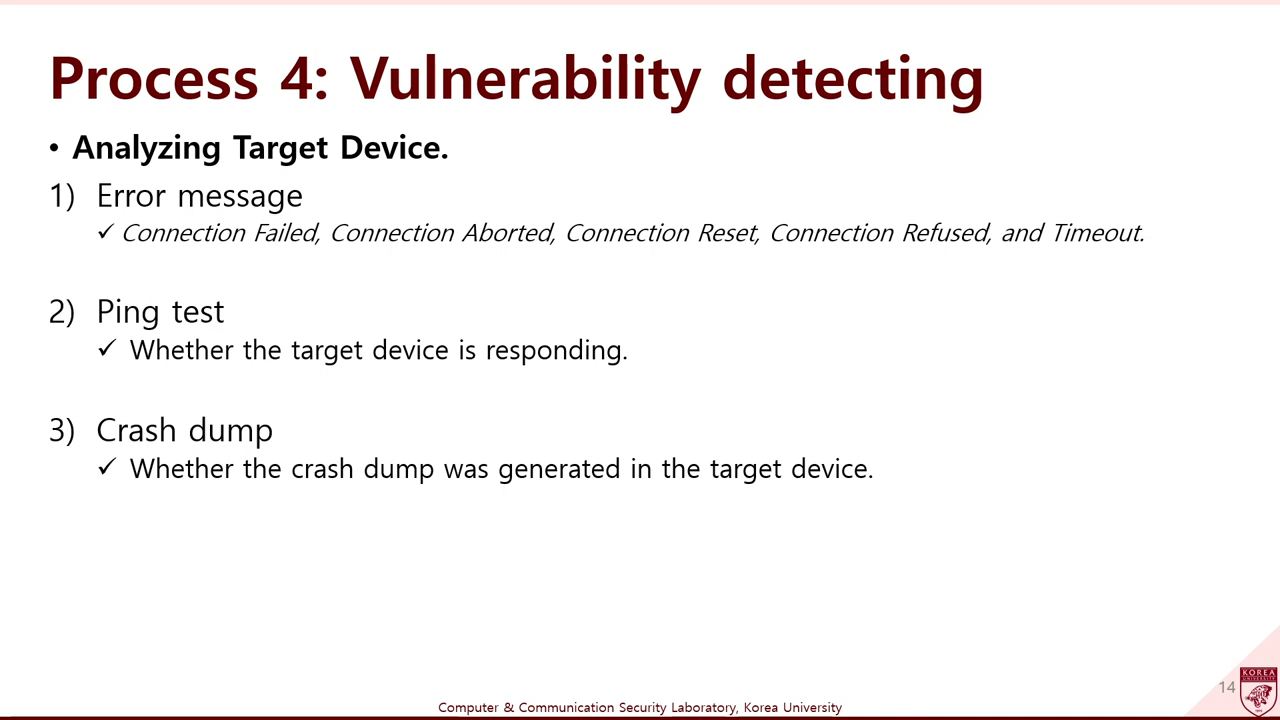 Process 4: Vulnerability detecting
• Analyzing Target Device.
1) Error message
✓ Connection Failed, Connection Aborted, Connection Reset, Connection Refused, and Timeout.
2) Ping test
✓ Whether the target device is responding.
3) Crash dump
✓ Whether the crash dump was generated in the target device.
14
KOREA
UNIVERSITY
Computer & Communication Security Laboratory, Korea University